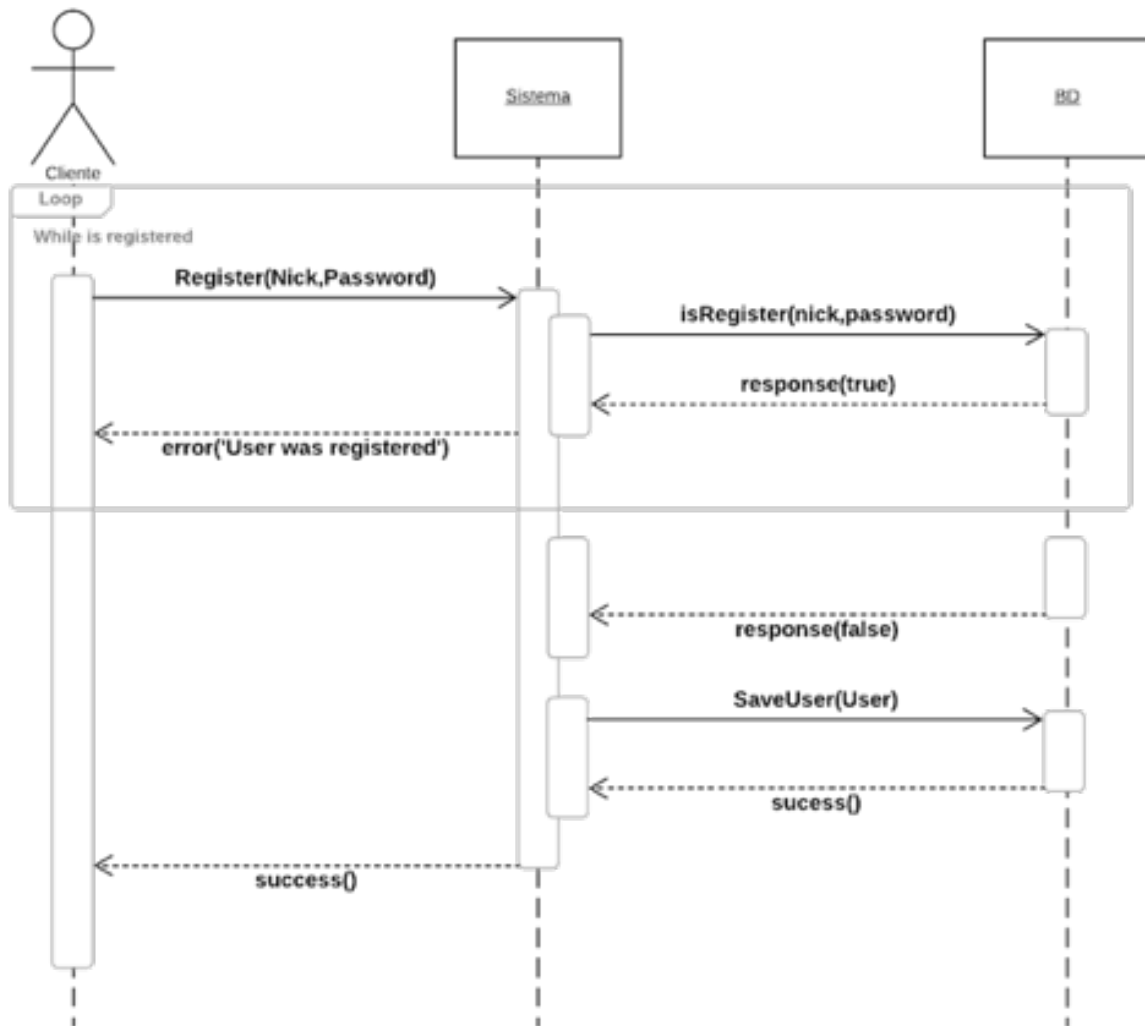 Sistema
BD
Cliente
Loop
While is registered
Register(Nick,Password)
isRegister(nick,password)
response(true)
error('User was registered')
response(false)
SaveUser(User)
sucess()
success()